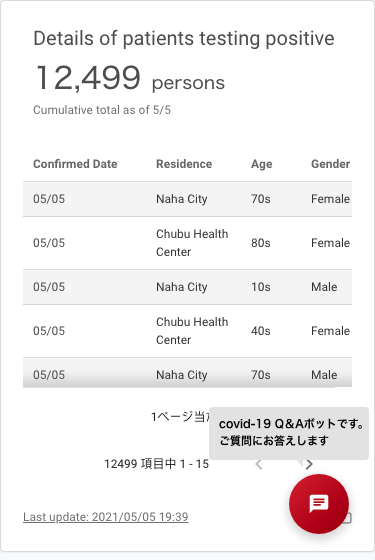 Details of patients testing positive
12,499 persons
Cumulative total as of 5/5
Confirmed Date Residence Age Gender
05/05 Naha City 70s Female
05/05 Chubu Health Center 80s Female
05/05 Naha City 10s Male
05/05 Chubu Health Center 40s Female
05/05 Naha City 70s Male
1ページ当
covid-19 Q&Aボットです。
ご質問にお答えします
12499 項目中 1 - 15
Last update: 2021/05/05 19:39